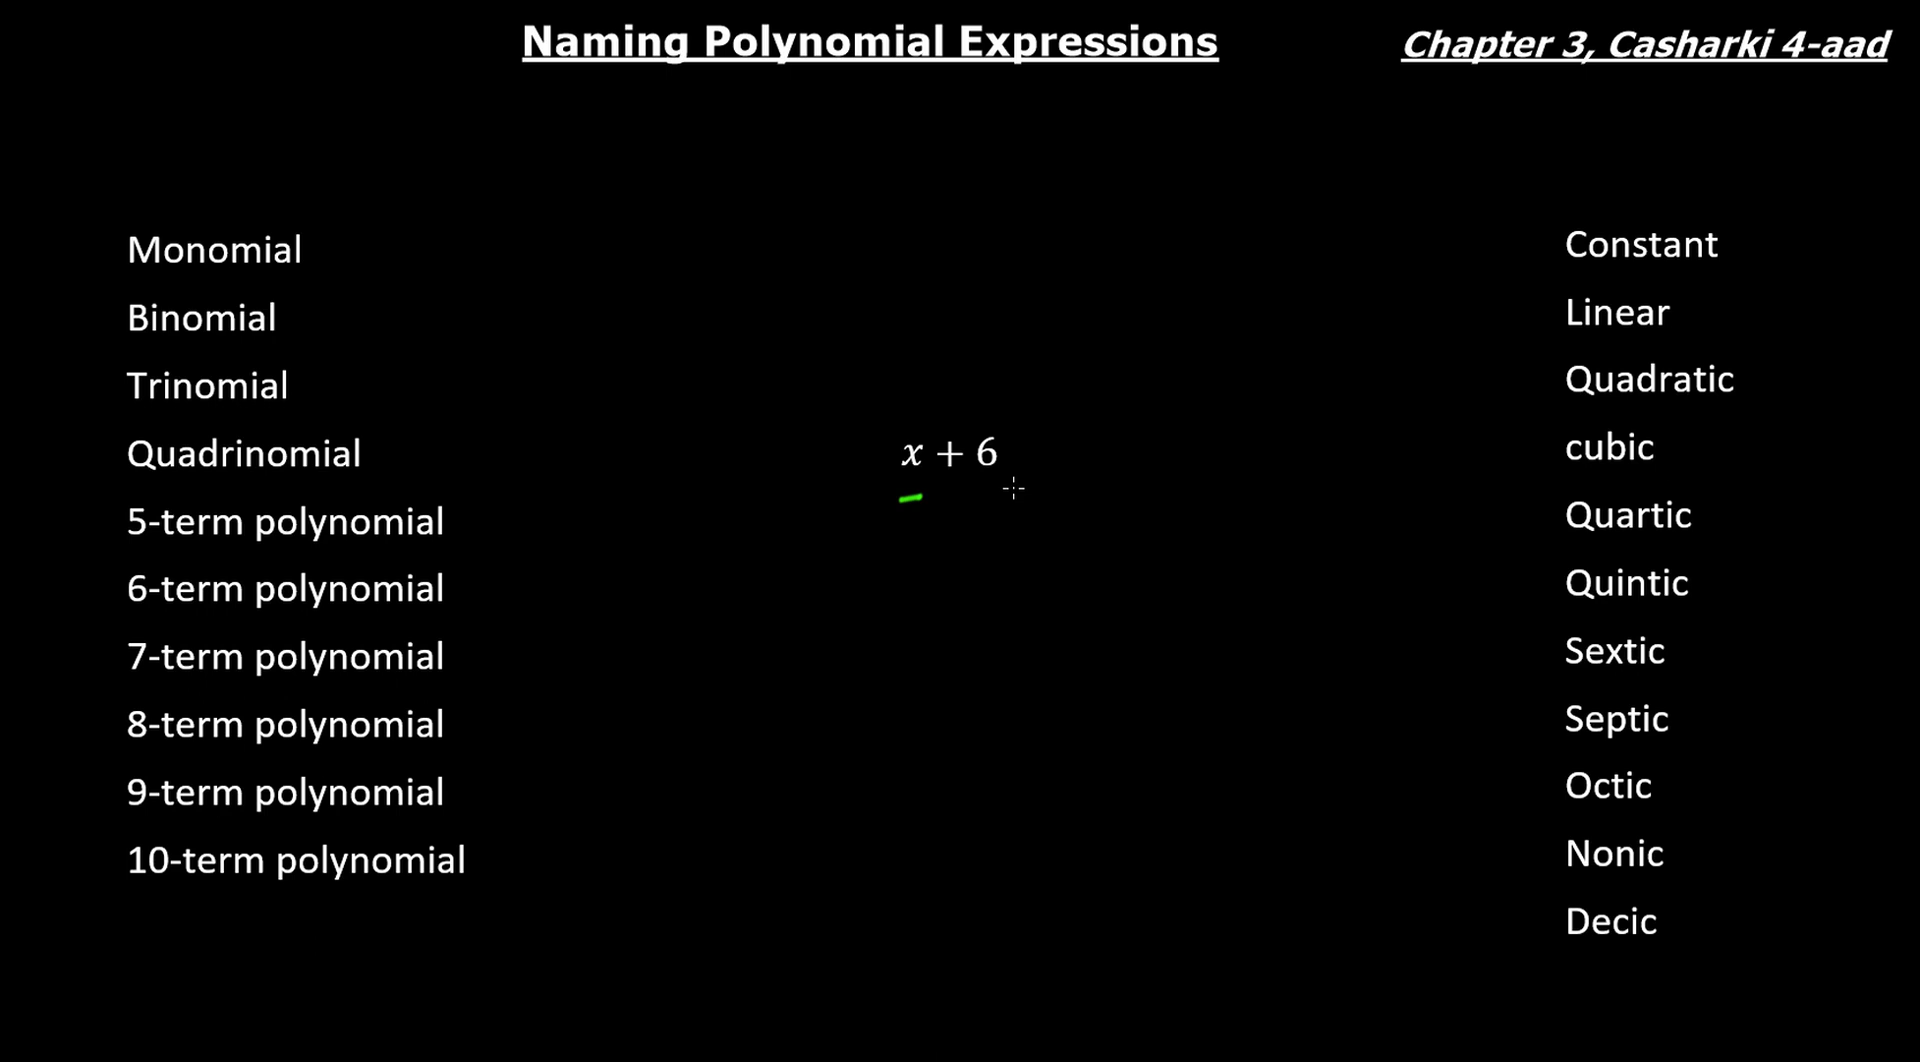 Naming Polynomial Expressions
Chapter 3, Casharki 4-aad
Monomial
Binomial
Trinomial
Quadrinomial
5-term polynomial
6-term polynomial
7-term polynomial
8-term polynomial
9-term polynomial
10-term polynomial
x + 6
Constant
Linear
Quadratic
cubic
Quartic
Quintic
Sextic
Septic
Octic
Nonic
Decic